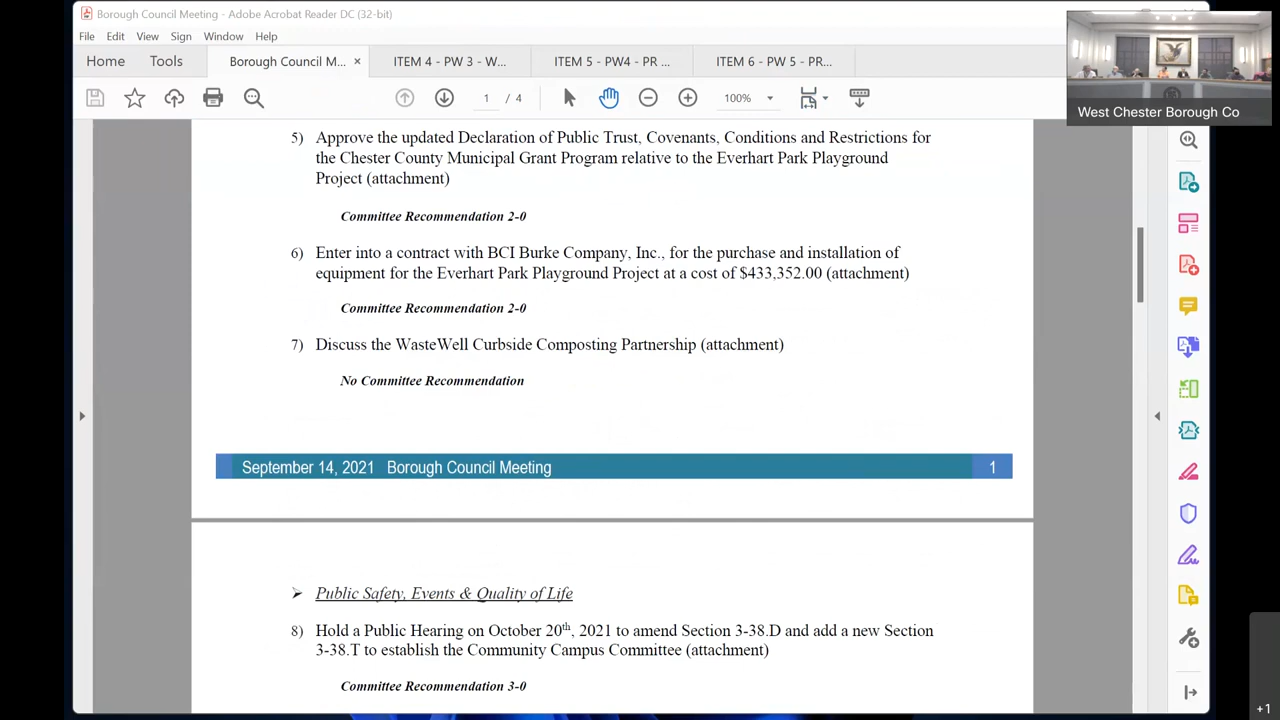 Borough Council Meeting - Adobe Acrobat Reader DC (32-bit)
File Edit View Sign Window Help
Home Tools Borough Council M... × ITEM 4 - PW 3 - W... ITEM 5 - PW4 - PR ... ITEM 6 - PW 5 - PR...
1 / 4 100%
West Chester Borough Co
5) Approve the updated Declaration of Public Trust, Covenants, Conditions and Restrictions for
the Chester County Municipal Grant Program relative to the Everhart Park Playground
Project (attachment)
Committee Recommendation 2-0
6) Enter into a contract with BCI Burke Company, Inc., for the purchase and installation of
equipment for the Everhart Park Playground Project at a cost of $433,352.00 (attachment)
Committee Recommendation 2-0
7) Discuss the WasteWell Curbside Composting Partnership (attachment)
No Committee Recommendation
September 14, 2021 Borough Council Meeting 1
➢ Public Safety, Events & Quality of Life
8) Hold a Public Hearing on October 20th, 2021 to amend Section 3-38.D and add a new Section
3-38.T to establish the Community Campus Committee (attachment)
Committee Recommendation 3-0
+1